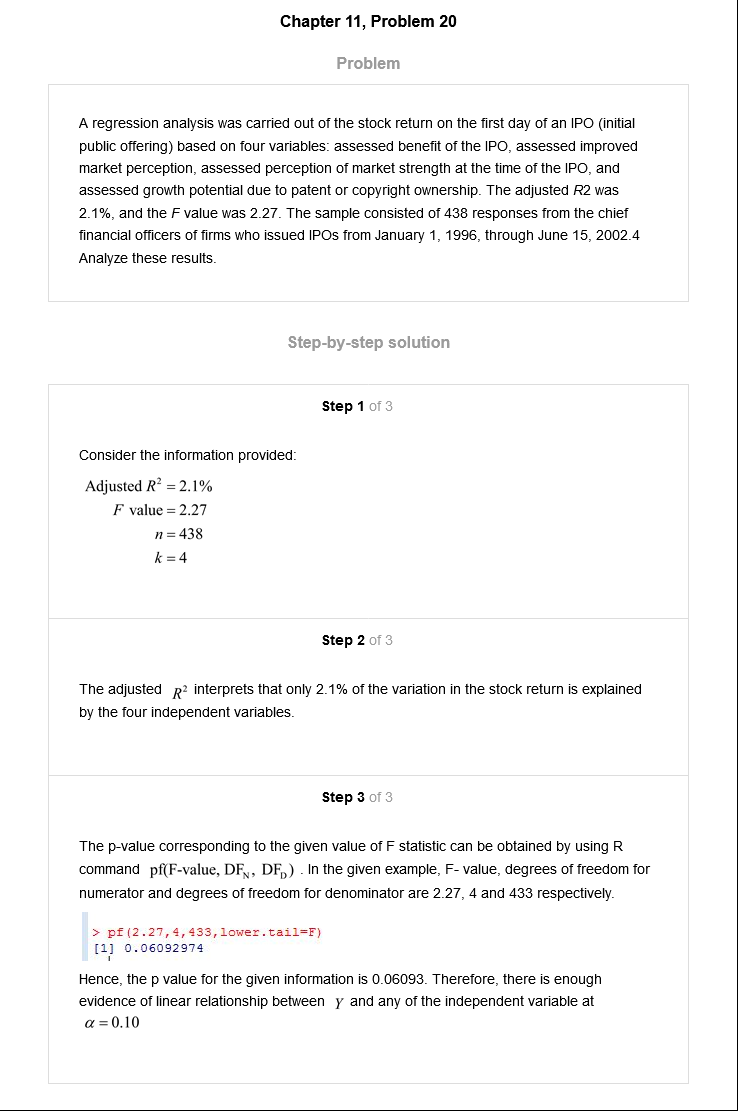 Chapter 11, Problem 20
Problem
A regression analysis was carried out of the stock return on the first day of an IPO (initial
public offering) based on four variables: assessed benefit of the IPO, assessed improved
market perception, assessed perception of market strength at the time of the IPO, and
assessed growth potential due to patent or copyright ownership. The adjusted R2 was
2.1%, and the F value was 2.27. The sample consisted of 438 responses from the chief
financial officers of firms who issued IPOs from January 1, 1996, through June 15, 2002.4
Analyze these results.
Step-by-step solution
Step 1 of 3
Consider the information provided:
Adjusted R² = 2.1%
F value = 2.27
n = 438
k = 4
Step 2 of 3
The adjusted R² interprets that only 2.1% of the variation in the stock return is explained
by the four independent variables.
Step 3 of 3
The p-value corresponding to the given value of F statistic can be obtained by using R
command pf(F-value, DF_N, DF_D) . In the given example, F- value, degrees of freedom for
numerator and degrees of freedom for denominator are 2.27, 4 and 433 respectively.
> pf(2.27,4,433,lower.tail=F)
[1] 0.06092974
Hence, the p value for the given information is 0.06093. Therefore, there is enough
evidence of linear relationship between Y and any of the independent variable at
α = 0.10